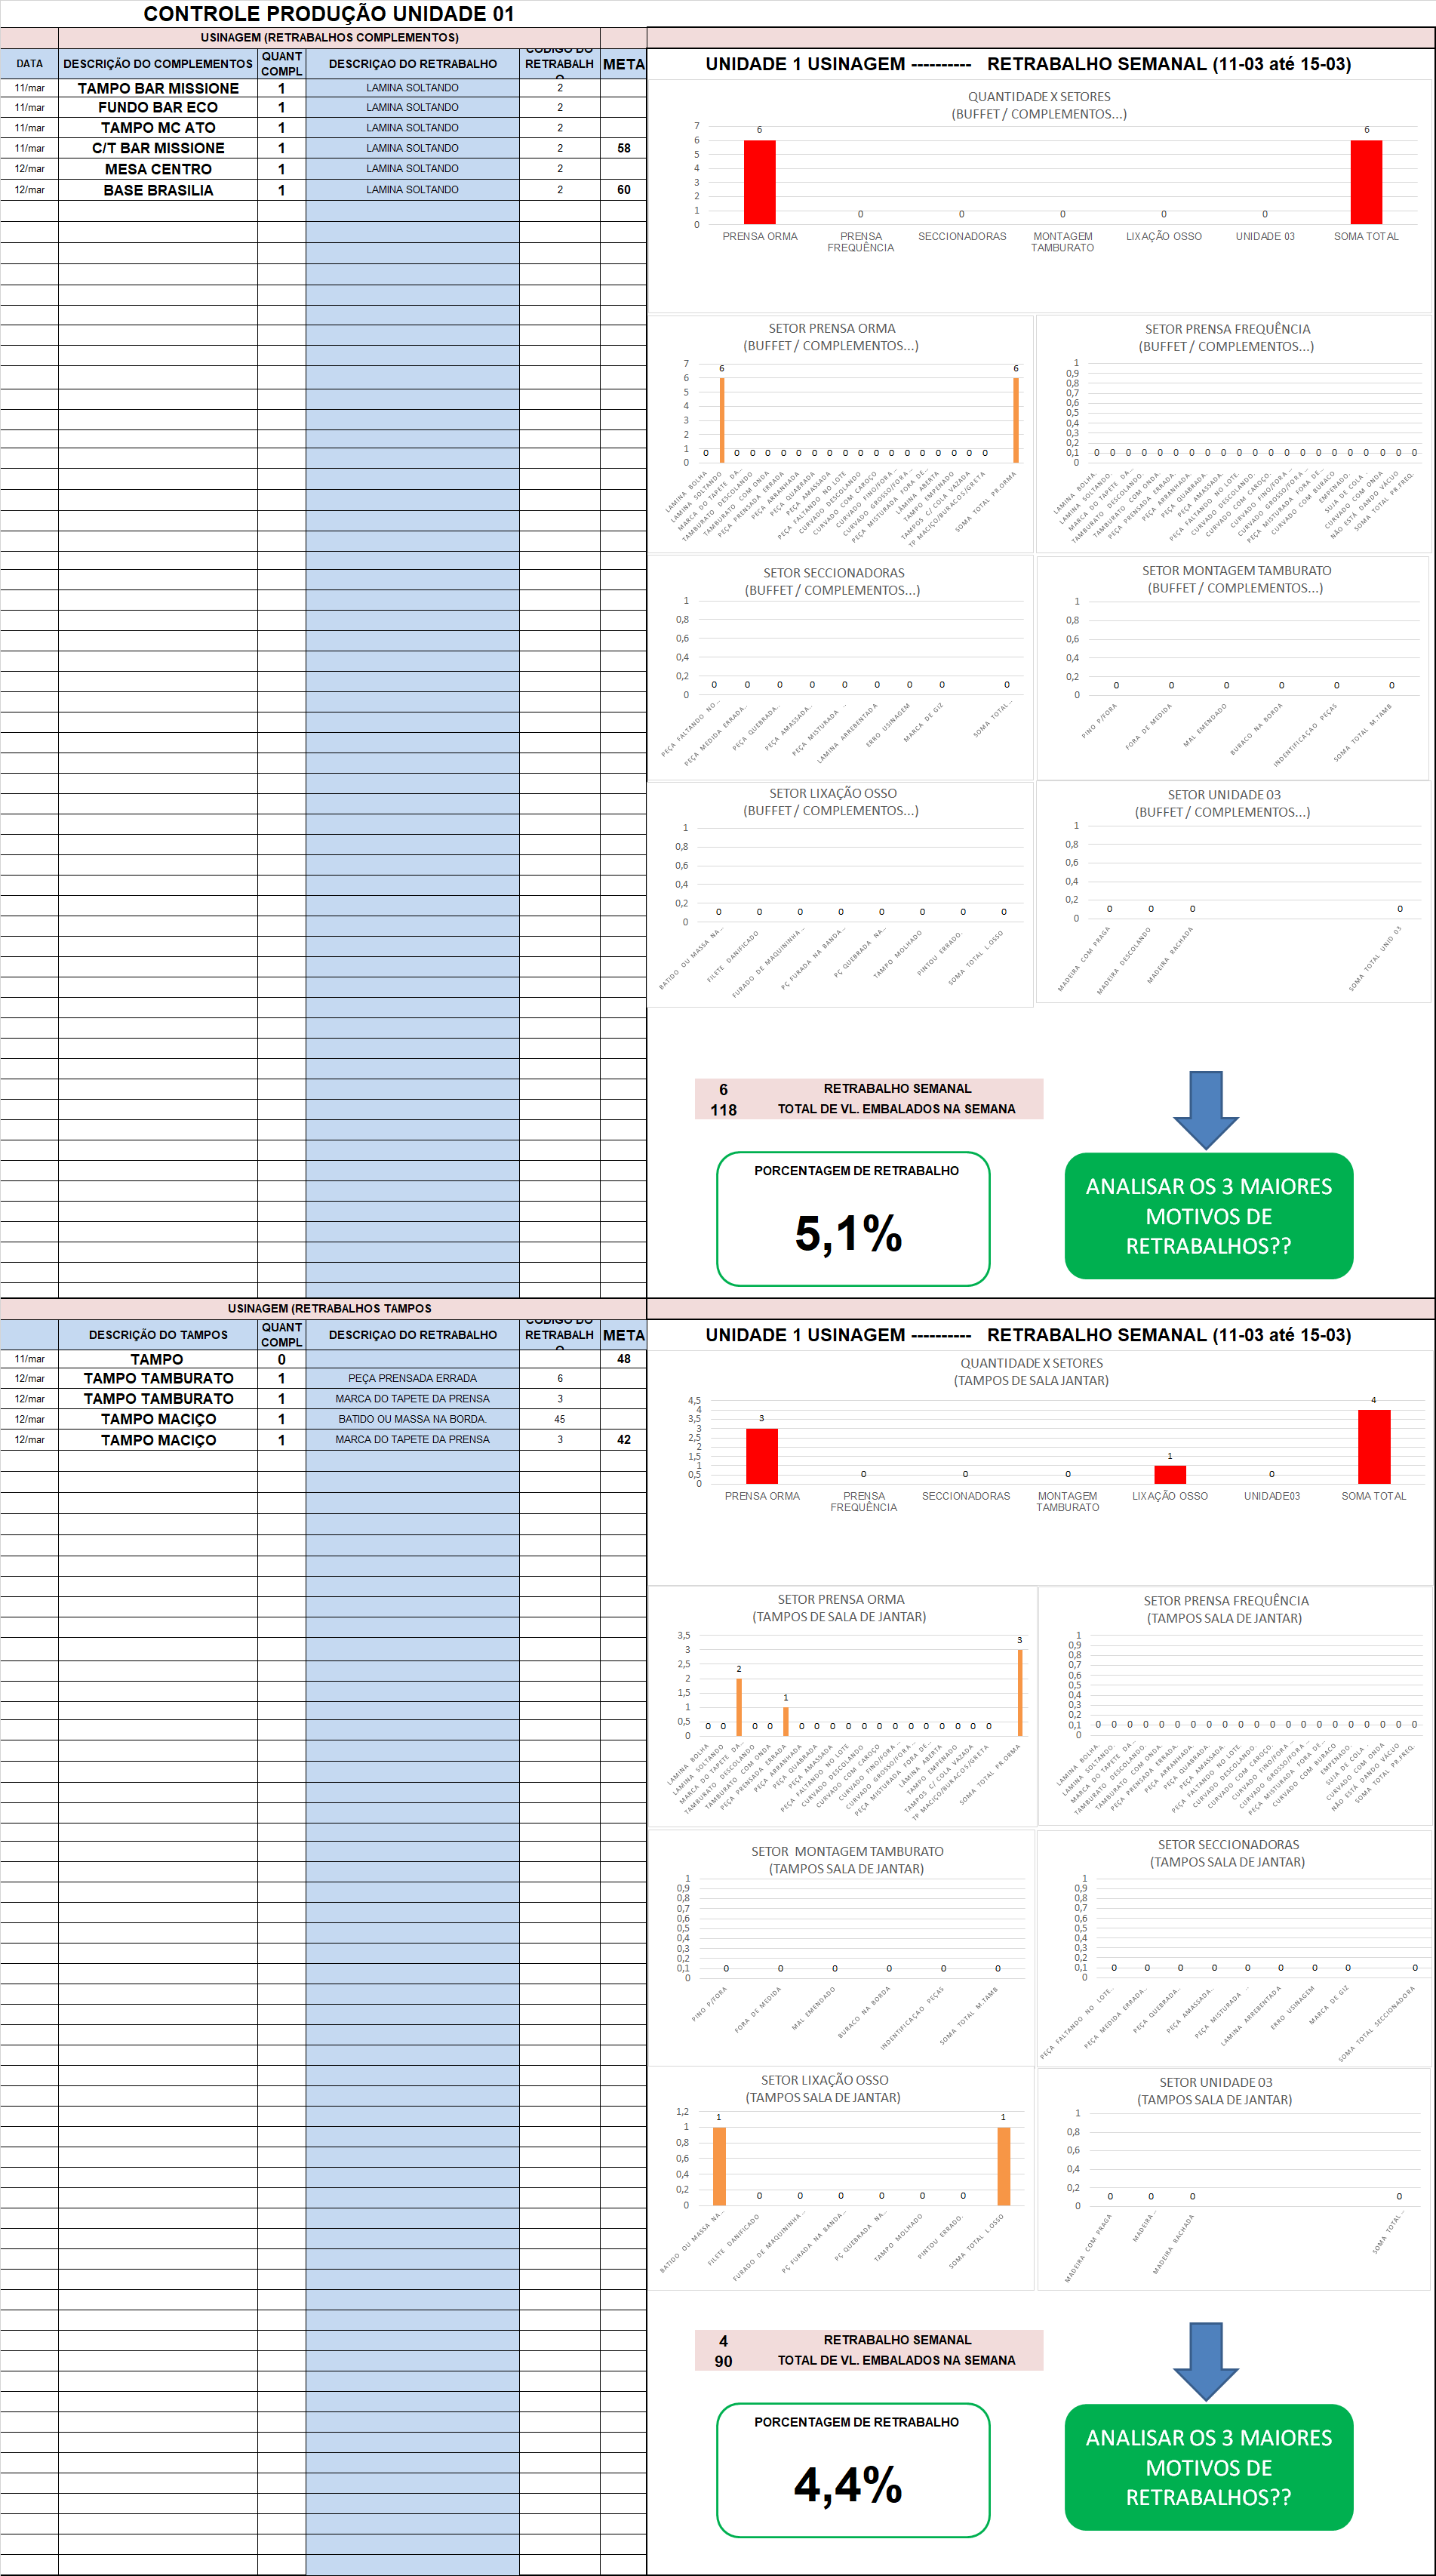 CONTROLE PRODUÇÃO UNIDADE 01
USINAGEM (RETRABALHOS COMPLEMENTOS)
DATA DESCRIÇÃO DO COMPLEMENTOS QUANT COMPL DESCRIÇAO DO RETRABALHO CODIGO DO RETRABALHO META
11/mar TAMPO BAR MISSIONE 1 LAMINA SOLTANDO 2
11/mar FUNDO BAR ECO 1 LAMINA SOLTANDO 2
11/mar TAMPO MC ATO 1 LAMINA SOLTANDO 2
11/mar C/T BAR MISSIONE 1 LAMINA SOLTANDO 2 58
12/mar MESA CENTRO 1 LAMINA SOLTANDO 2
12/mar BASE BRASILIA 1 LAMINA SOLTANDO 2 60
UNIDADE 1 USINAGEM ---------- RETRABALHO SEMANAL (11-03 até 15-03)
QUANTIDADE X SETORES
(BUFFET / COMPLEMENTOS...)
7
6
5
4
3
2
1
0
6 0 0 0 0 0 6
PRENSA ORMA PRENSA FREQUÊNCIA SECCIONADORAS MONTAGEM TAMBURATO LIXAÇÃO OSSO UNIDADE 03 SOMA TOTAL
SETOR PRENSA ORMA
(BUFFET / COMPLEMENTOS...)
7
6
5
4
3
2
1
0
0 6 0 0 0 0 0 0 0 0 0 0 0 0 0 0 0 0 6
LAMINA BOLHA
LAMINA SOLTANDO
MARCA DO TAPETE DA...
TAMBURATO DESCOLANDO
TAMBURATO COM ONDA
PEÇA PRENSADA ERRADA
PEÇA ARRANHADA
PEÇA QUABRADA
PEÇA AMASSADA
PEÇA FALTANDO NO LOTE
CURVADO DESCOLANDO
CURVADO COM CAROÇO
CURVADO FINO/FORA...
CURVADO GROSSO/FORA...
PEÇA MISTURADA FORA DE...
LÂMINA ABERTA
TAMPO EMPENADO
TAMPOS C/ COLA VAZADA
TP MACIÇO/BURACOS/GRETA
SOMA TOTAL PR.ORMA
SETOR PRENSA FREQUÊNCIA
(BUFFET / COMPLEMENTOS...)
1
0,9
0,8
0,7
0,6
0,5
0,4
0,3
0,2
0,1
0
0 0 0 0 0 0 0 0 0 0 0 0 0 0 0 0 0 0 0 0 0
LAMINA BOLHA.
LAMINA SOLTANDO.
MARCA DO TAPETE DA...
TAMBURATO DESCOLANDO.
TAMBURATO COM ONDA.
PEÇA PRENSADA ERRADA.
PEÇA ARRANHADA.
PEÇA QUABRADA.
PEÇA AMASSADA.
PEÇA FALTANDO NO LOTE.
CURVADO DESCOLANDO.
CURVADO COM CAROÇO.
CURVADO FINO/FORA...
CURVADO GROSSO/FORA...
PEÇA MISTURADA FORA DE...
CURVADO COM BURACO
EMPENADO.
SUJA DE COLA .
CURVADO COM ONDA
NÃO ESTÁ DANDO VÁCUO
SOMA TOTAL PR.FREQ.
SETOR SECCIONADORAS
(BUFFET / COMPLEMENTOS...)
1
0,8
0,6
0,4
0,2
0
0 0 0 0 0 0 0 0 0
PEÇA FALTANDO NO...
PEÇA MEDIDA ERRADA..
PEÇA QUEBRADA..
PEÇA AMASSADA..
PEÇA MISTURADA ...
LAMINA ARREBENTADA
ERRO USINAGEM
MARCA DE GIZ
SOMA TOTAL...
SETOR MONTAGEM TAMBURATO
(BUFFET / COMPLEMENTOS...)
1
0,8
0,6
0,4
0,2
0
0 0 0 0 0 0
PINO P/FORA
FORA DE MEDIDA
MAL EMENDADO
BURACO NA BORDA
INDENTIFICAÇAO PEÇAS
SOMA TOTAL M.TAMB
SETOR LIXAÇÃO OSSO
(BUFFET / COMPLEMENTOS...)
1
0,8
0,6
0,4
0,2
0
0 0 0 0 0 0 0 0
BATIDO OU MASSA NA...
FILETE DANIFICADO
FURADO DE MAQUININHA...
PÇ FURADA NA BANDA...
PÇ QUEBRADA NA...
TAMPO MOLHADO
PINTOU ERRADO.
SOMA TOTAL L.OSSO
SETOR UNIDADE 03
(BUFFET / COMPLEMENTOS...)
1
0,8
0,6
0,4
0,2
0
0 0 0 0
MADEIRA COM PRAGA
MADEIRA DESCOLANDO
MADEIRA RACHADA
SOMA TOTAL UNID 03
6 RETRABALHO SEMANAL
118 TOTAL DE VL. EMBALADOS NA SEMANA
PORCENTAGEM DE RETRABALHO
5,1%
ANALISAR OS 3 MAIORES
MOTIVOS DE
RETRABALHOS??
USINAGEM (RETRABALHOS TAMPOS
DESCRIÇÃO DO TAMPOS QUANT COMPL DESCRIÇAO DO RETRABALHO CODIGO DO RETRABALHO META
11/mar TAMPO 0 48
12/mar TAMPO TAMBURATO 1 PEÇA PRENSADA ERRADA 6
12/mar TAMPO TAMBURATO 1 MARCA DO TAPETE DA PRENSA 3
12/mar TAMPO MACIÇO 1 BATIDO OU MASSA NA BORDA. 45
12/mar TAMPO MACIÇO 1 MARCA DO TAPETE DA PRENSA 3 42
UNIDADE 1 USINAGEM ---------- RETRABALHO SEMANAL (11-03 até 15-03)
QUANTIDADE X SETORES
(TAMPOS DE SALA JANTAR)
4,5
4
3,5
3
2,5
2
1,5
1
0,5
0
3 0 0 0 1 0 4
PRENSA ORMA PRENSA FREQUÊNCIA SECCIONADORAS MONTAGEM TAMBURATO LIXAÇÃO OSSO UNIDADE03 SOMA TOTAL
SETOR PRENSA ORMA
(TAMPOS DE SALA DE JANTAR)
3,5
3
2,5
2
1,5
1
0,5
0
0 0 2 0 0 1 0 0 0 0 0 0 0 0 0 0 0 0 0 3
LAMINA BOLHA
LAMINA SOLTANDO
MARCA DO TAPETE DA...
TAMBURATO DESCOLANDO
TAMBURATO COM ONDA
PEÇA PRENSADA ERRADA
PEÇA ARRANHADA
PEÇA QUABRADA
PEÇA AMASSADA
PEÇA FALTANDO NO LOTE
CURVADO DESCOLANDO
CURVADO COM CAROÇO
CURVADO FINO/FORA...
CURVADO GROSSO/FORA...
PEÇA MISTURADA FORA DE...
LÂMINA ABERTA
TAMPO EMPENADO
TAMPOS C/ COLA VAZADA
TP MACIÇO/BURACOS/GRETA
SOMA TOTAL PR.ORMA
SETOR PRENSA FREQUÊNCIA
(TAMPOS SALA DE JANTAR)
1
0,9
0,8
0,7
0,6
0,5
0,4
0,3
0,2
0,1
0
0 0 0 0 0 0 0 0 0 0 0 0 0 0 0 0 0 0 0 0 0
LAMINA BOLHA.
LAMINA SOLTANDO.
MARCA DO TAPETE DA...
TAMBURATO DESCOLANDO.
TAMBURATO COM ONDA.
PEÇA PRENSADA ERRADA.
PEÇA ARRANHADA.
PEÇA QUABRADA.
PEÇA AMASSADA.
PEÇA FALTANDO NO LOTE.
CURVADO DESCOLANDO.
CURVADO COM CAROÇO.
CURVADO FINO/FORA...
CURVADO GROSSO/FORA...
PEÇA MISTURADA FORA DE...
CURVADO COM BURACO
EMPENADO.
SUJA DE COLA .
CURVADO COM ONDA
NÃO ESTÁ DANDO VÁCUO
SOMA TOTAL PR.FREQ.
SETOR MONTAGEM TAMBURATO
(TAMPOS SALA DE JANTAR)
1
0,9
0,8
0,7
0,6
0,5
0,4
0,3
0,2
0,1
0
0 0 0 0 0 0
PINO P/FORA
FORA DE MEDIDA
MAL EMENDADO
BURACO NA BORDA
INDENTIFICAÇAO PEÇAS
SOMA TOTAL M.TAMB
SETOR SECCIONADORAS
(TAMPOS SALA DE JANTAR)
1
0,9
0,8
0,7
0,6
0,5
0,4
0,3
0,2
0,1
0
0 0 0 0 0 0 0 0 0
PEÇA FALTANDO NO LOTE..
PEÇA MEDIDA ERRADA..
PEÇA QUEBRADA..
PEÇA AMASSADA..
PEÇA MISTURADA ...
LAMINA ARREBENTADA
ERRO USINAGEM
MARCA DE GIZ
SOMA TOTAL SECCIONADORA
SETOR LIXAÇÃO OSSO
(TAMPOS SALA DE JANTAR)
1,2
1
0,8
0,6
0,4
0,2
0
1 0 0 0 0 0 0 1
BATIDO OU MASSA NA...
FILETE DANIFICADO
FURADO DE MAQUININHA...
PÇ FURADA NA BANDA...
PÇ QUEBRADA NA...
TAMPO MOLHADO
PINTOU ERRADO.
SOMA TOTAL L.OSSO
SETOR UNIDADE 03
(TAMPOS SALA DE JANTAR)
1
0,8
0,6
0,4
0,2
0
0 0 0 0
MADEIRA COM PRAGA
MADEIRA...
MADEIRA RACHADA
SOMA TOTAL...
4 RETRABALHO SEMANAL
90 TOTAL DE VL. EMBALADOS NA SEMANA
PORCENTAGEM DE RETRABALHO
4,4%
ANALISAR OS 3 MAIORES
MOTIVOS DE
RETRABALHOS??